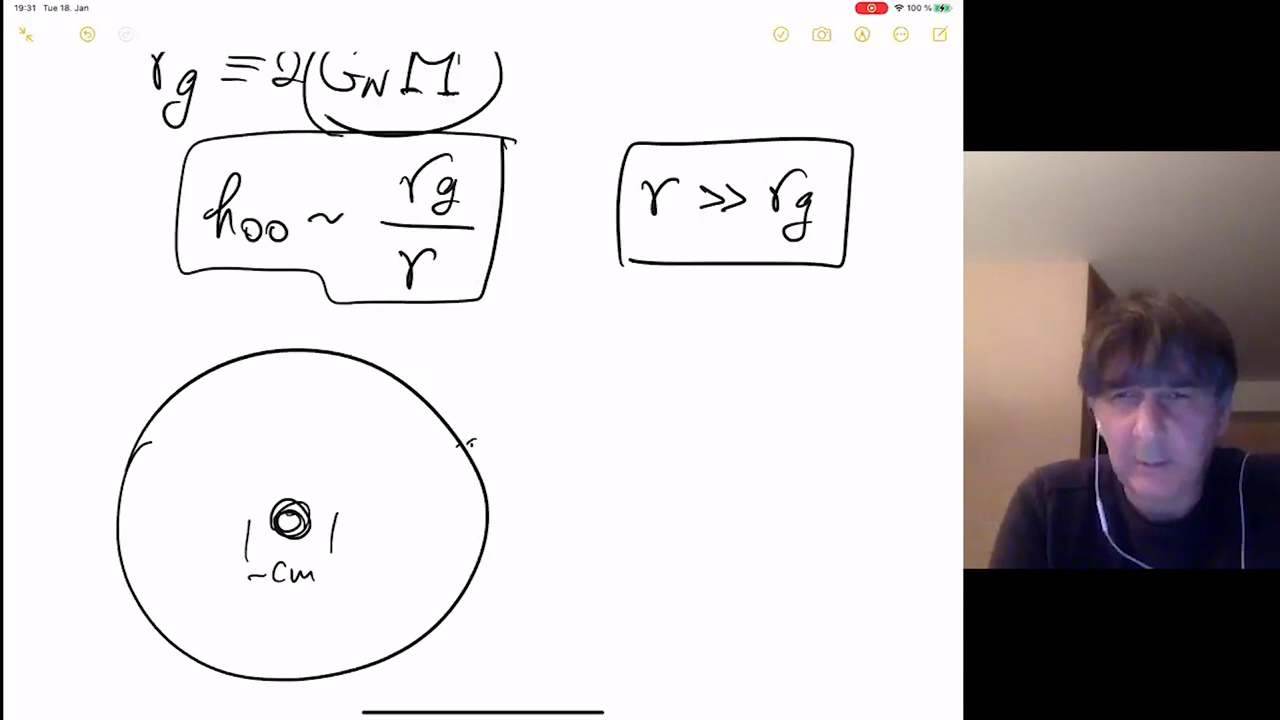 19:31 Tue 18. Jan 100 %
r_g ≡ 2(G_N M)
h_00 ~ r_g / r
r >> r_g
~ cm